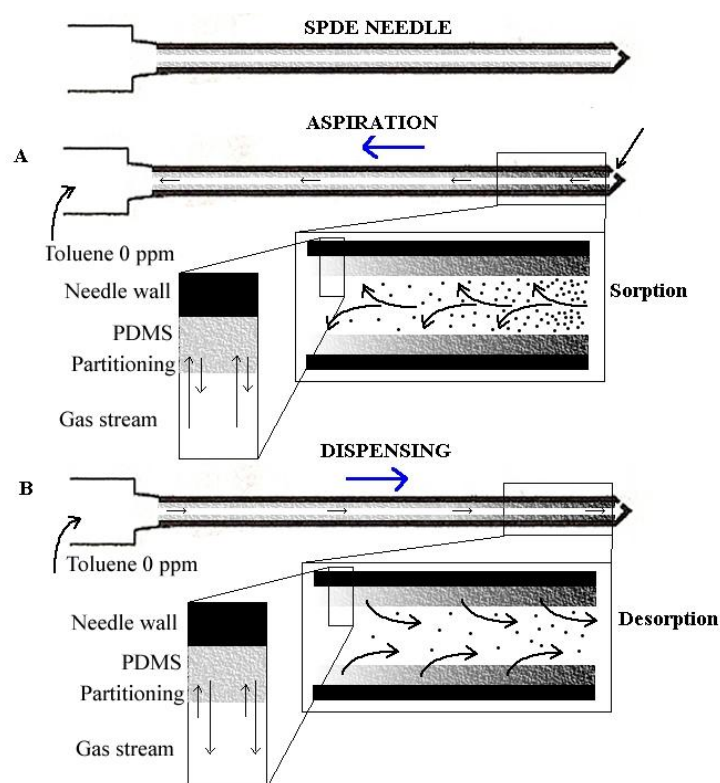 SPDE NEEDLE
ASPIRATION
A
Toluene 0 ppm
Needle wall
PDMS
Partitioning
Gas stream
Sorption
DISPENSING
B
Toluene 0 ppm
Needle wall
PDMS
Partitioning
Gas stream
Desorption